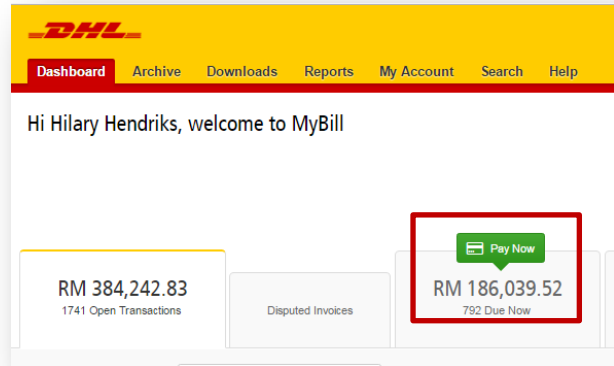 DHL
Dashboard Archive Downloads Reports My Account Search Help
Hi Hilary Hendriks, welcome to MyBill
Pay Now
RM 384,242.83
1741 Open Transactions
Disputed Invoices
RM 186,039.52
792 Due Now